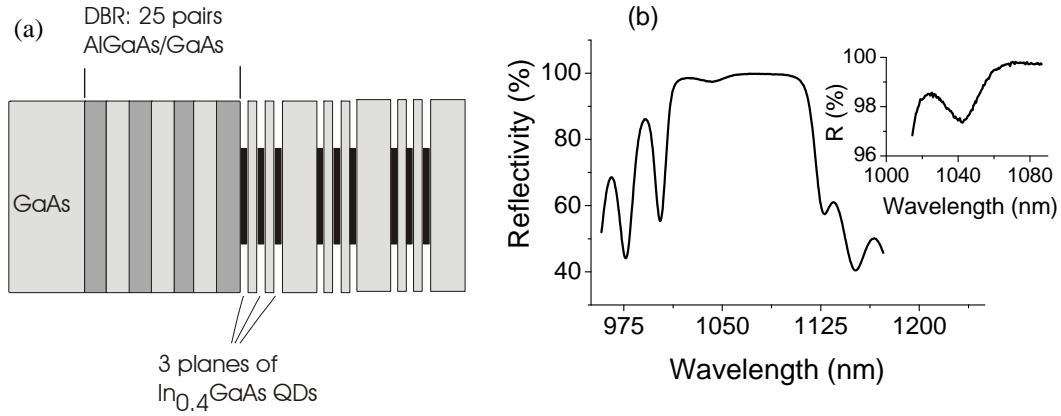 (a)
DBR: 25 pairs
AlGaAs/GaAs
GaAs
3 planes of
In0.4GaAs QDs
(b)
Reflectivity (%)
100
80
60
40
975
1050
1125
1200
Wavelength (nm)
R (%)
100
98
96
1000
1040
1080
Wavelength (nm)